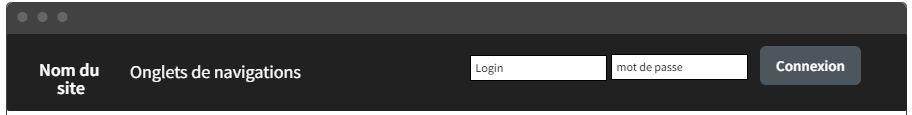 Nom du
site
Onglets de navigations
Login
mot de passe
Connexion